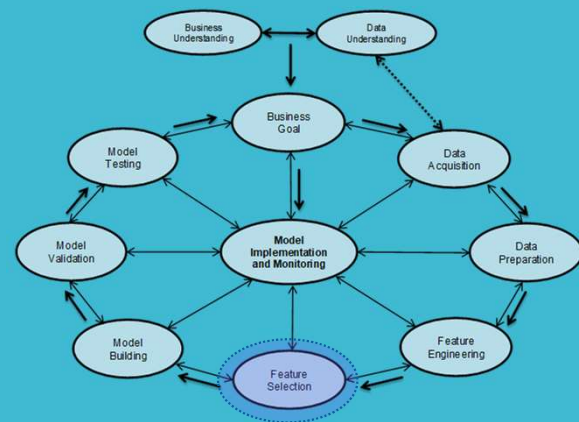 Business
Understanding
Data
Understanding
Business
Goal
Model
Testing
Data
Acquisition
Model
Validation
Model
Implementation
and Monitoring
Data
Preparation
Model
Building
Feature
Engineering
Feature
Selection